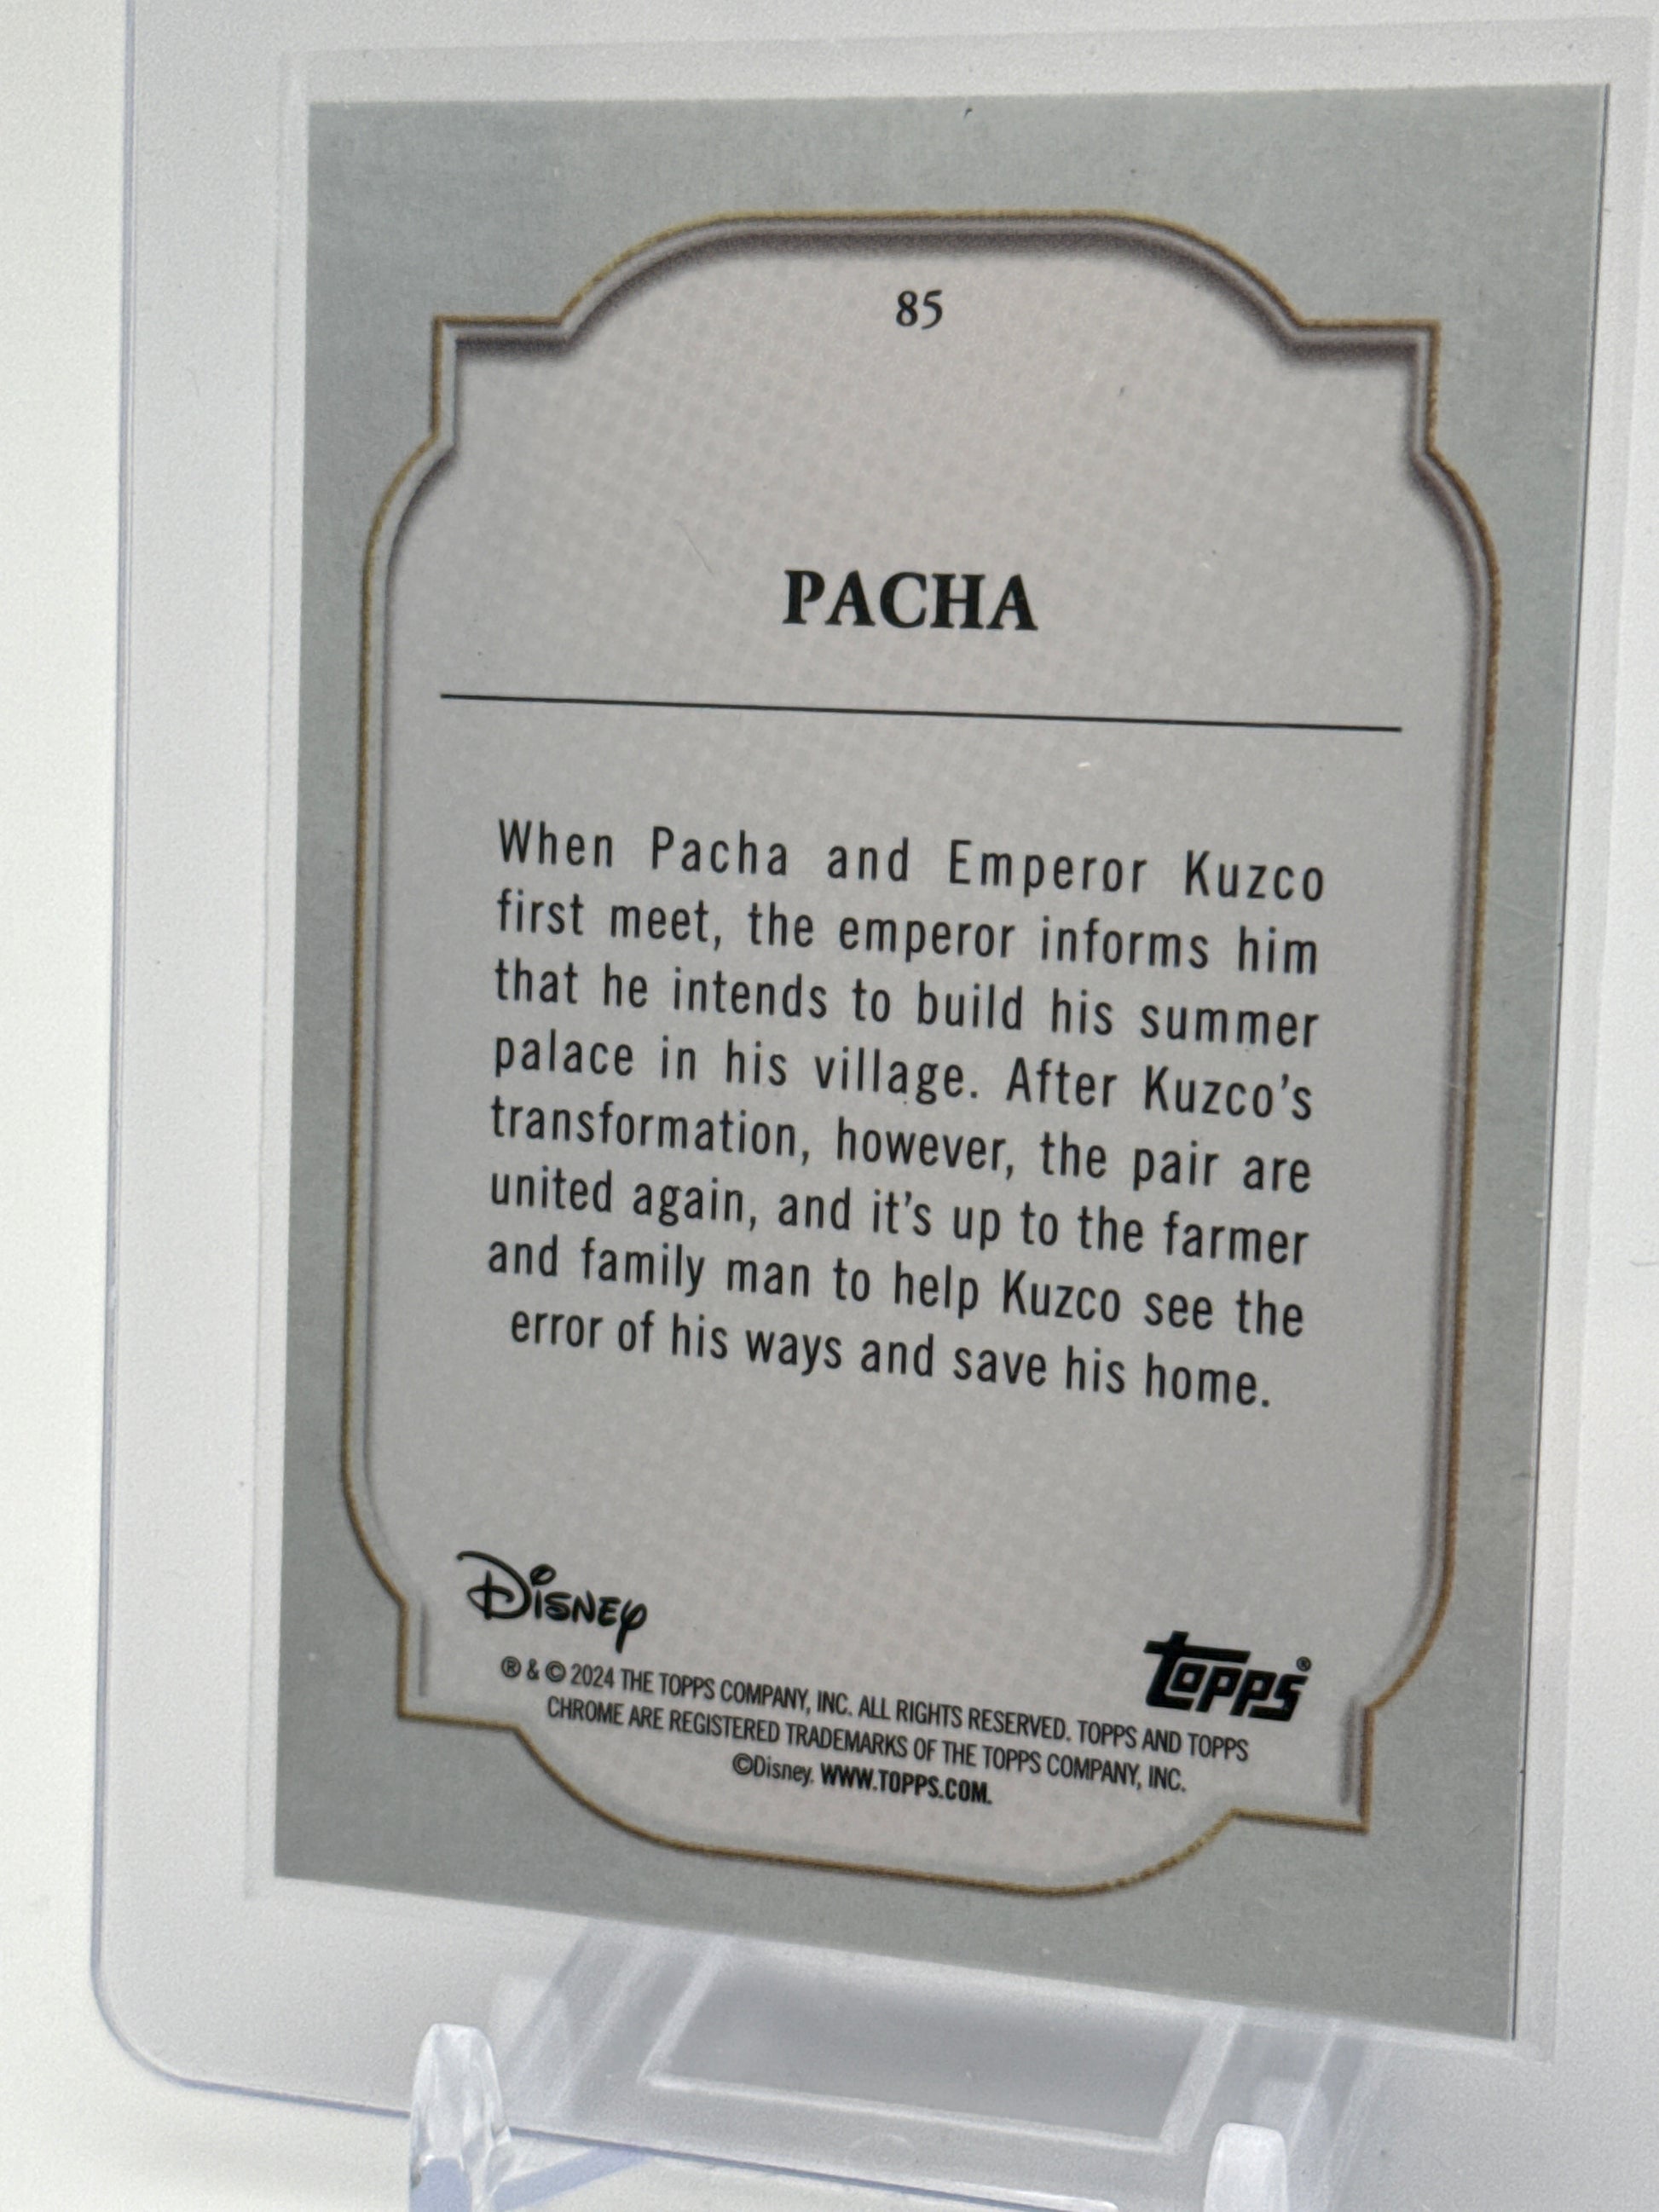 85
PACHA
When Pacha and Emperor Kuzco
first meet, the emperor informs him
that he intends to build his summer
palace in his village. After Kuzco's
transformation, however, the pair are
united again, and it's up to the farmer
and family man to help Kuzco see the
error of his ways and save his home.
Disney
topps®
® & © 2024 THE TOPPS COMPANY, INC. ALL RIGHTS RESERVED. TOPPS AND TOPPS
CHROME ARE REGISTERED TRADEMARKS OF THE TOPPS COMPANY, INC.
©Disney. WWW.TOPPS.COM.